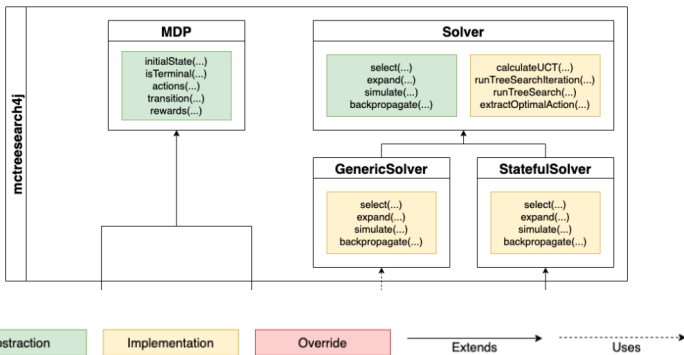 mctreesearch4j
MDP
initialState(...)
isTerminal(...)
actions(...)
transition(...)
rewards(...)
Solver
select(...)
expand(...)
simulate(...)
backpropagate(...)
calculateUCT(...)
runTreeSearchIteration(...)
runTreeSearch(...)
extractOptimalAction(...)
GenericSolver
select(...)
expand(...)
simulate(...)
backpropagate(...)
StatefulSolver
select(...)
expand(...)
simulate(...)
backpropagate(...)
straction
Implementation
Override
Extends
Uses